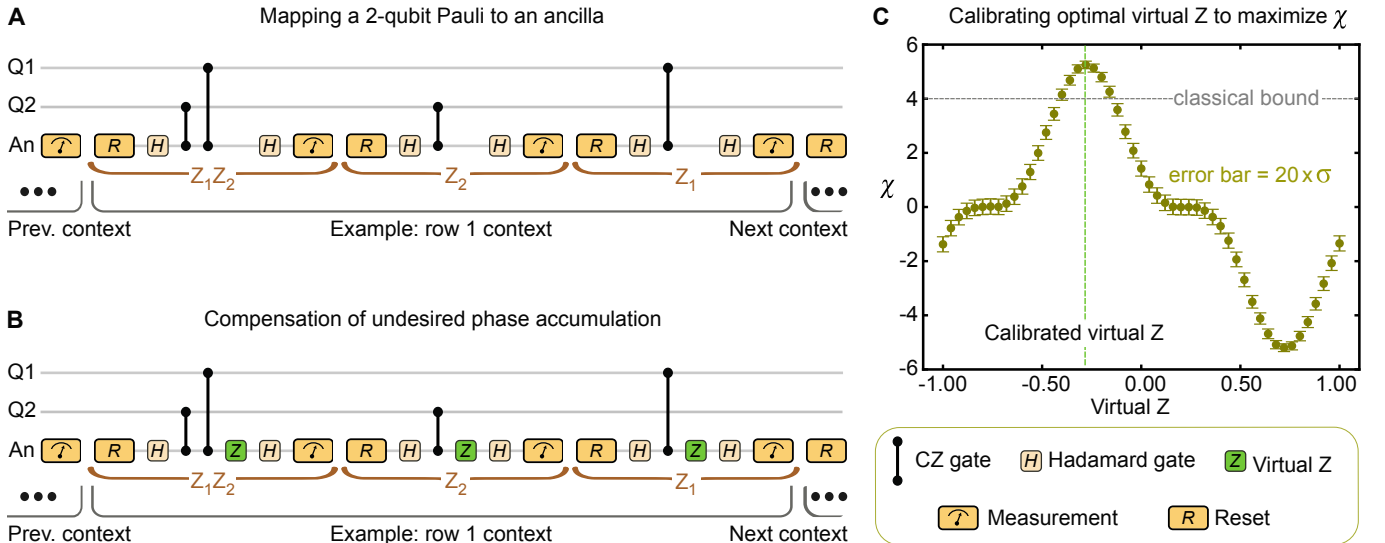 A Mapping a 2-qubit Pauli to an ancilla
Q1
Q2
An R H H R H H R H H R
Z₁Z₂ Z₂ Z₁
••• •••
Prev. context Example: row 1 context Next context
B Compensation of undesired phase accumulation
Q1
Q2
An R H Z H R H Z H R H Z H R
Z₁Z₂ Z₂ Z₁
••• •••
Prev. context Example: row 1 context Next context
C Calibrating optimal virtual Z to maximize χ
6
4
2
0
-2
-4
-6
χ
classical bound
error bar = 20 x σ
Calibrated virtual Z
-1.00 -0.50 0.00 0.50 1.00
Virtual Z
CZ gate H Hadamard gate Z Virtual Z
Measurement R Reset